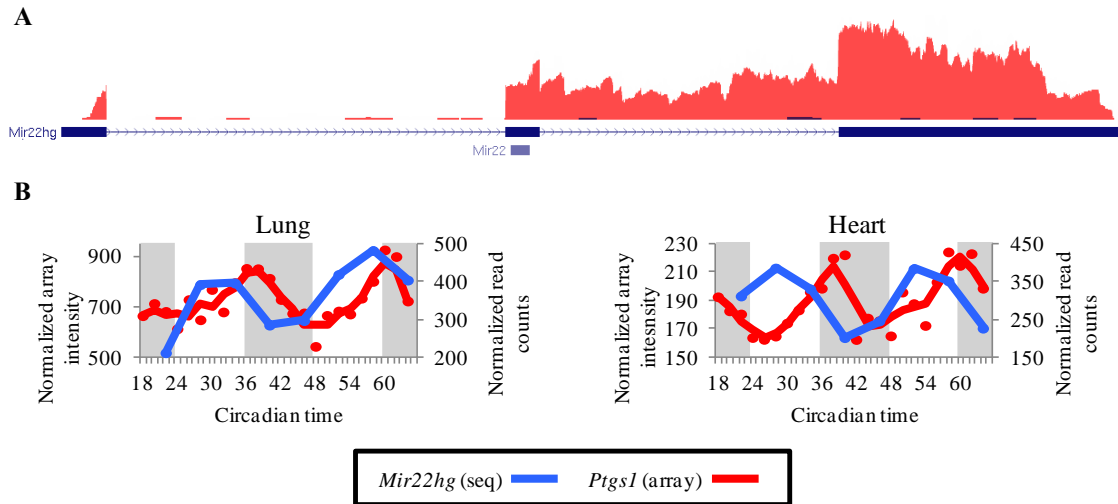 A
Mir22hg
Mir22
B
Lung
Heart
Normalized array intensity
900
700
500
500
400
300
200
Normalized read counts
18 24 30 36 42 48 54 60
Circadian time
Normalized array intesnsity
230
210
190
170
150
450
350
250
150
Normalized read counts
18 24 30 36 42 48 54 60
Circadian time
Mir22hg (seq)
Ptgs1 (array)